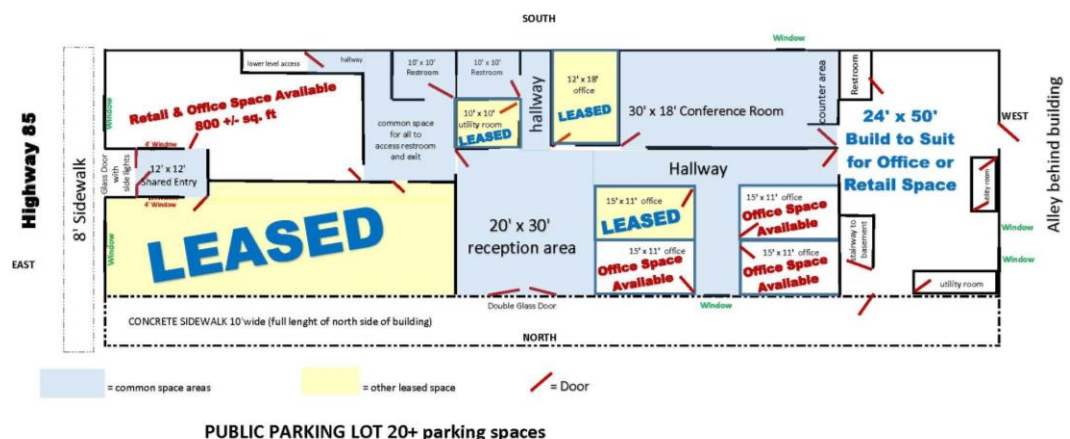 SOUTH
Window
lower level access
hallway
10' x 10'
Restroom
10' x 10'
Restroom
hallway
12' x 18'
office
LEASED
30' x 18' Conference Room
counter area
Restroom
24' x 50'
Build to Suit
for Office or
Retail Space
WEST
Alley behind building
Highway 85
8' Sidewalk
EAST
Window
Retail & Office Space Available
800 +/- sq. ft
10' x 10'
utility room
LEASED
common space
for all to
access restroom
and exit
4' Window
Glass Door
with
side lights
12' x 12'
Shared Entry
4' Window
Hallway
utility room
Window
LEASED
20' x 30'
reception area
15' x 11' office
LEASED
15' x 11' office
Office Space
Available
15' x 11' office
Office Space
Available
15' x 11' office
Office Space
Available
stairway to
basement
Window
Window
utility room
Double Glass Door
Window
CONCRETE SIDEWALK 10'wide (full lenght of north side of building)
NORTH
= common space areas
= other leased space
= Door
PUBLIC PARKING LOT 20+ parking spaces